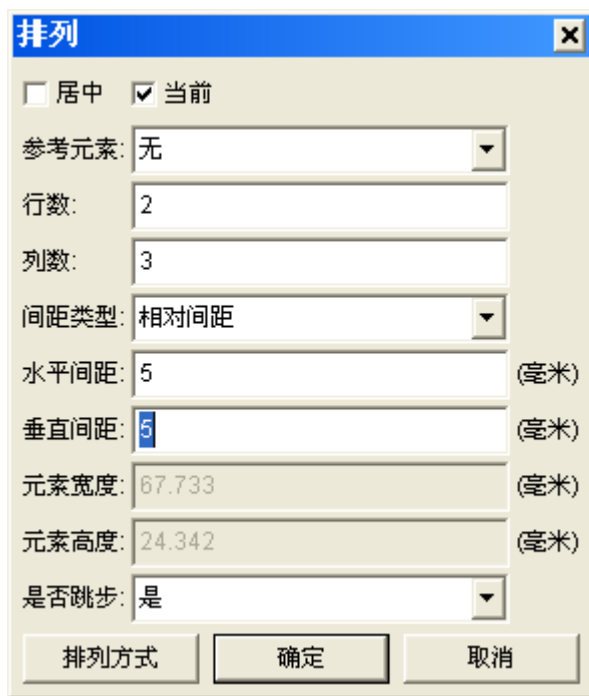 排列
居中 当前
参考元素: 无
行数: 2
列数: 3
间距类型: 相对间距
水平间距: 5 (毫米)
垂直间距: 5 (毫米)
元素宽度: 67.733 (毫米)
元素高度: 24.342 (毫米)
是否跳步: 是
排列方式 确定 取消